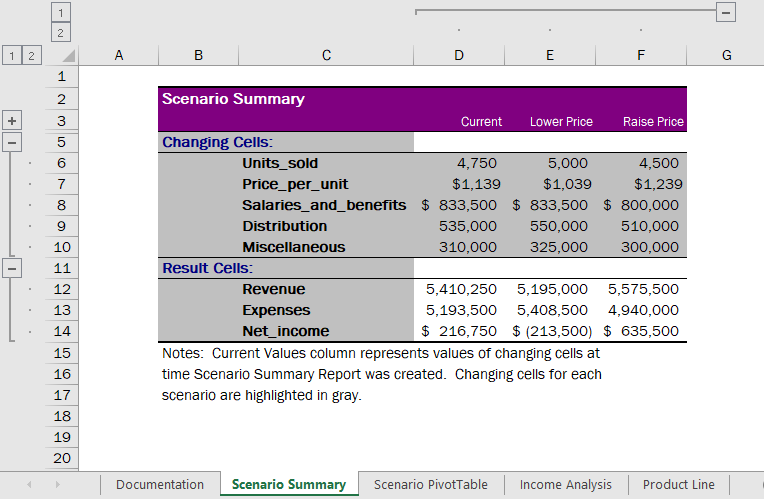 1
2
1 2 A B C D E F G
1
2 Scenario Summary
3 Current Lower Price Raise Price
5 Changing Cells:
6 Units_sold 4,750 5,000 4,500
7 Price_per_unit $1,139 $1,039 $1,239
8 Salaries_and_benefits $ 833,500 $ 833,500 $ 800,000
9 Distribution 535,000 550,000 510,000
10 Miscellaneous 310,000 325,000 300,000
11 Result Cells:
12 Revenue 5,410,250 5,195,000 5,575,500
13 Expenses 5,193,500 5,408,500 4,940,000
14 Net_income $ 216,750 $ (213,500) $ 635,500
15 Notes: Current Values column represents values of changing cells at
16 time Scenario Summary Report was created. Changing cells for each
17 scenario are highlighted in gray.
18
19
20
Documentation Scenario Summary Scenario PivotTable Income Analysis Product Line